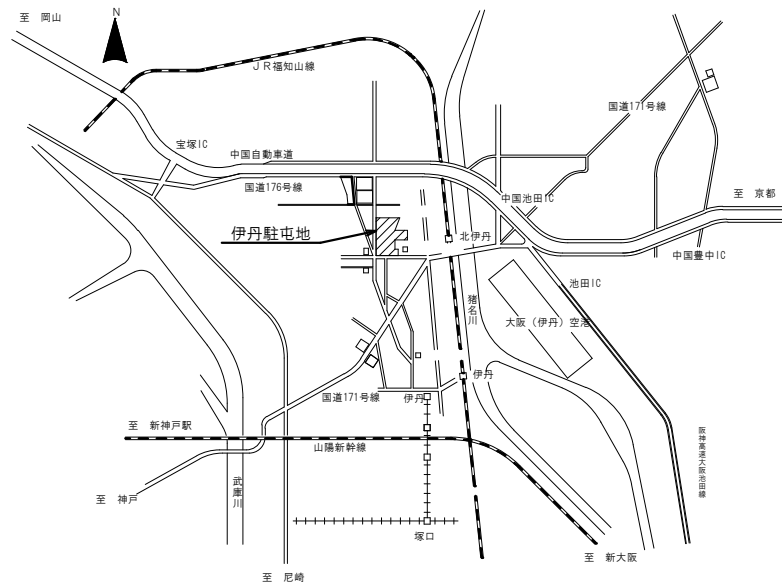 至 岡山
N
JR福知山線
国道171号線
宝塚IC
中国自動車道
国道176号線
中国池田IC
至 京都
伊丹駐屯地
北伊丹
中国豊中IC
池田IC
猪名川
大阪(伊丹)空港
伊丹
国道171号線
伊丹
至 新神戸駅
山陽新幹線
阪神高速大阪池田線
武庫川
至 神戸
塚口
至 新大阪
至 尼崎